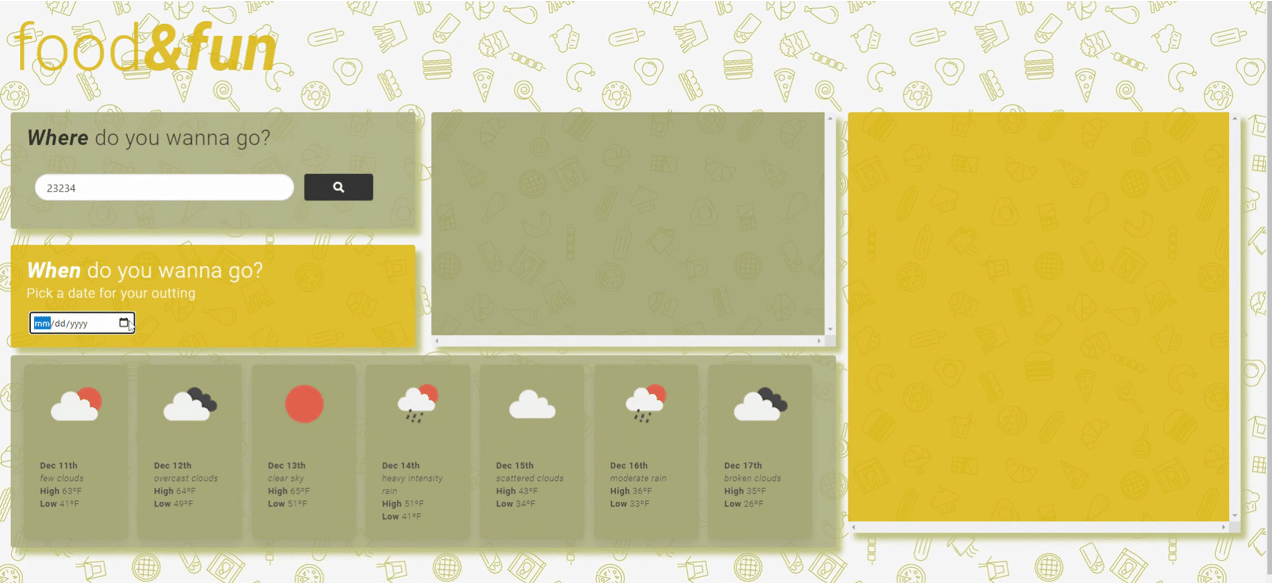 food&fun
Where do you wanna go?
23234
When do you wanna go?
Pick a date for your outting
mm/dd/yyyy
Dec 11th
few clouds
High 63°F
Low 41°F
Dec 12th
overcast clouds
High 64°F
Low 49°F
Dec 13th
clear sky
High 65°F
Low 51°F
Dec 14th
heavy intensity
rain
High 51°F
Low 41°F
Dec 15th
scattered clouds
High 43°F
Low 34°F
Dec 16th
moderate rain
High 36°F
Low 33°F
Dec 17th
broken clouds
High 35°F
Low 26°F